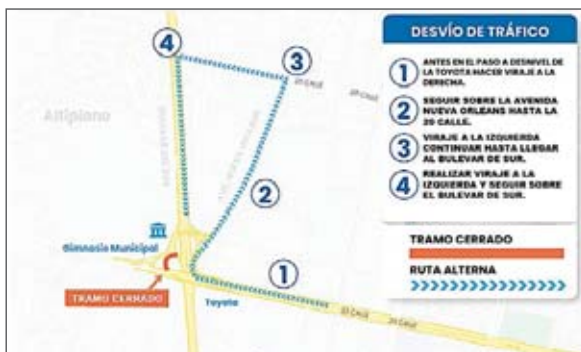 DESVÍO DE TRÁFICO
1
ANTES EN EL PASO A DESNIVEL DE
LA TOYOTA HACER VIRAJE A LA
DERECHA.
2
SEGUIR SOBRE LA AVENIDA
NUEVA ORLEANS HASTA LA
20 CALLE.
3
VIRAJE A LA IZQUIERDA
CONTINUAR HASTA LLEGAR
AL BULEVAR DE SUR.
4
REALIZAR VIRAJE A LA
IZQUIERDA Y SEGUIR SOBRE
EL BULEVAR DE SUR.
TRAMO CERRADO
RUTA ALTERNA
4
3
Altiplano
2
Gimnasio Municipal
1
TRAMO CERRADO
Toyota